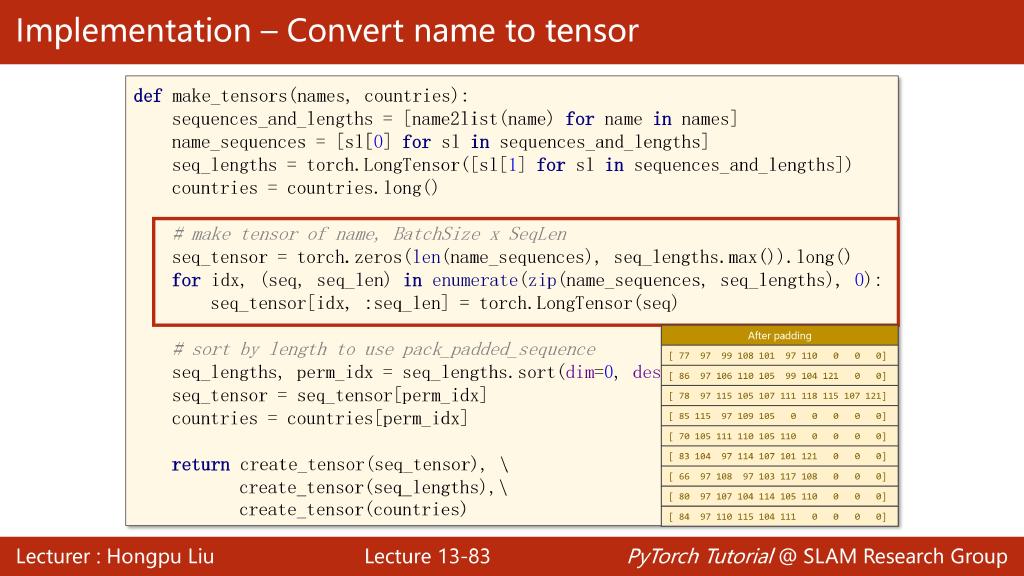 Implementation – Convert name to tensor
def make_tensors(names, countries):
sequences_and_lengths = [name2list(name) for name in names]
name_sequences = [sl[0] for sl in sequences_and_lengths]
seq_lengths = torch.LongTensor([sl[1] for sl in sequences_and_lengths])
countries = countries.long()
# make tensor of name, BatchSize x SeqLen
seq_tensor = torch.zeros(len(name_sequences), seq_lengths.max()).long()
for idx, (seq, seq_len) in enumerate(zip(name_sequences, seq_lengths), 0):
seq_tensor[idx, :seq_len] = torch.LongTensor(seq)
# sort by length to use pack_padded_sequence
seq_lengths, perm_idx = seq_lengths.sort(dim=0, des
seq_tensor = seq_tensor[perm_idx]
countries = countries[perm_idx]
return create_tensor(seq_tensor), \
create_tensor(seq_lengths),\
create_tensor(countries)
After padding
[ 77 97 99 108 101 97 110 0 0 0]
[ 86 97 106 110 105 99 104 121 0 0]
[ 78 97 115 105 107 111 118 115 107 121]
[ 85 115 97 109 105 0 0 0 0 0]
[ 70 105 111 110 105 110 0 0 0 0]
[ 83 104 97 114 107 101 121 0 0 0]
[ 66 97 108 97 103 117 108 0 0 0]
[ 80 97 107 104 114 105 110 0 0 0]
[ 84 97 110 115 104 111 0 0 0 0]
Lecturer : Hongpu Liu
Lecture 13-83
PyTorch Tutorial @ SLAM Research Group